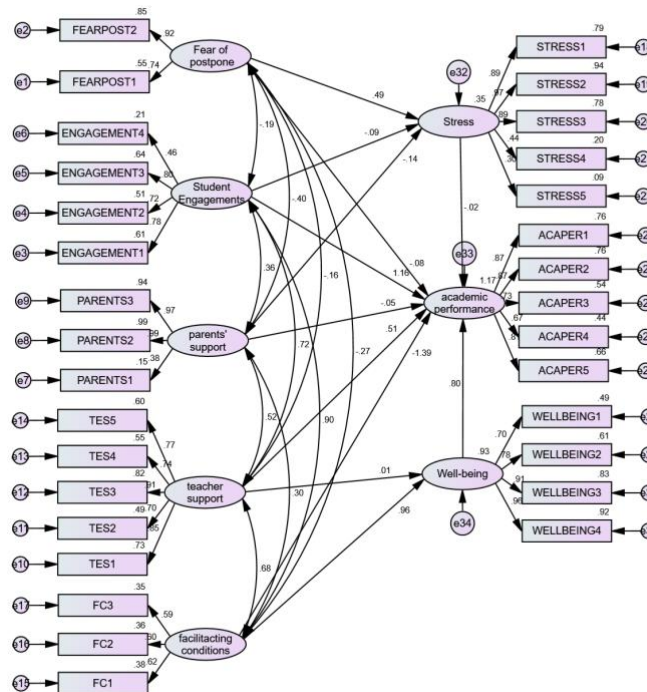 .85
e2
FEARPOST2
.92
Fear of
postpone
.55
.74
e1
FEARPOST1
.21
e6
ENGAGEMENT4
.46
.64
e5
ENGAGEMENT3
.80
Student
Engagements
.51
e4
ENGAGEMENT2
.72
.78
.61
e3
ENGAGEMENT1
.94
e9
PARENTS3
.97
.99
e8
PARENTS2
parents'
support
.15
.38
e7
PARENTS1
.60
e14
TES5
.77
.55
e13
TES4
.74
.82
e12
TES3
.91
teacher
support
.49
.70
e11
TES2
.73
e10
TES1
.35
e17
FC3
.59
.36
e16
FC2
.60
facilitacting
conditions
.38
.62
e15
FC1
-.19
-.40
.36
-.16
.72
-.27
.90
.52
.30
.68
.49
-.09
-.14
-.08
1.16
-.05
.51
-1.39
.01
.96
-.02
.80
e32
.35
Stress
e33
1.17
academic
performance
.93
Well-being
e34
.79
STRESS1
.89
.94
STRESS2
.97
.78
STRESS3
.89
.20
STRESS4
.44
.09
STRESS5
.30
.76
ACAPER1
.87
.76
ACAPER2
.87
.54
ACAPER3
.73
.44
ACAPER4
.67
.66
ACAPER5
.49
WELLBEING1
.70
.61
WELLBEING2
.78
.83
WELLBEING3
.91
.92
WELLBEING4
.96